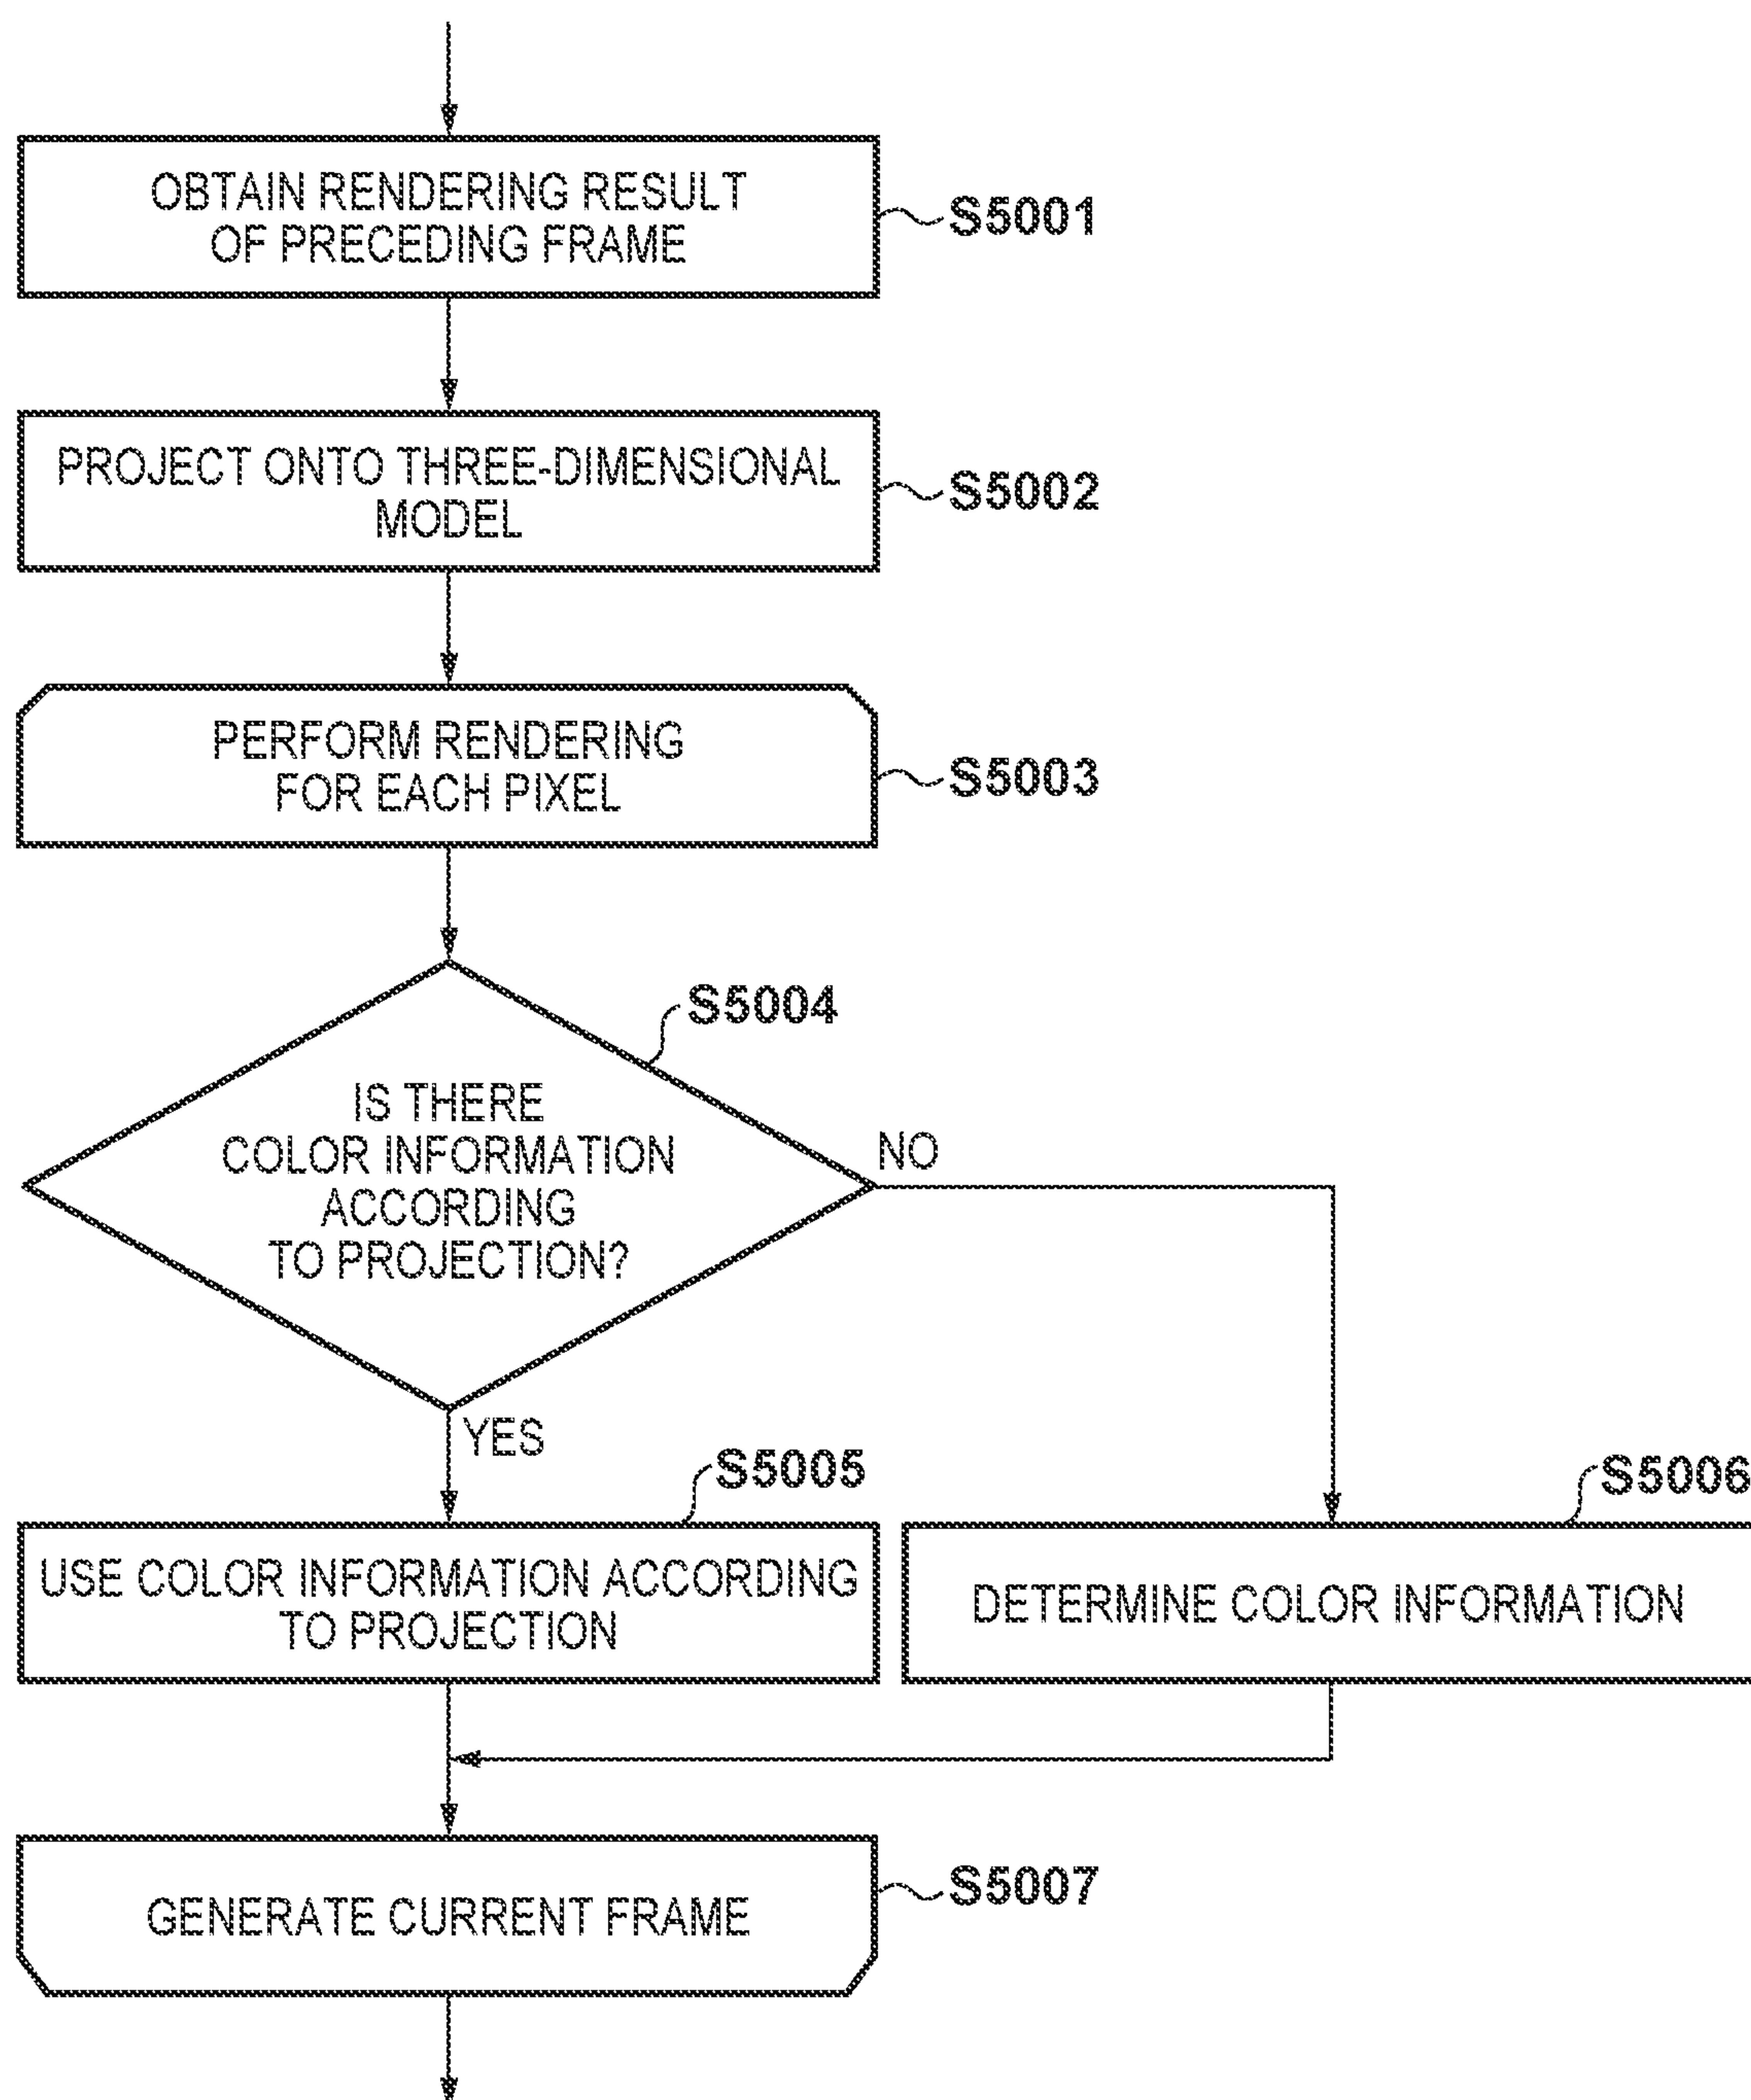 OBTAIN RENDERING RESULT
OF PRECEDING FRAME
S5001
PROJECT ONTO THREE-DIMENSIONAL
MODEL
S5002
PERFORM RENDERING
FOR EACH PIXEL
S5003
S5004
IS THERE
COLOR INFORMATION
ACCORDING
TO PROJECTION?
NO
YES
S5005
USE COLOR INFORMATION ACCORDING
TO PROJECTION
S5006
DETERMINE COLOR INFORMATION
GENERATE CURRENT FRAME
S5007